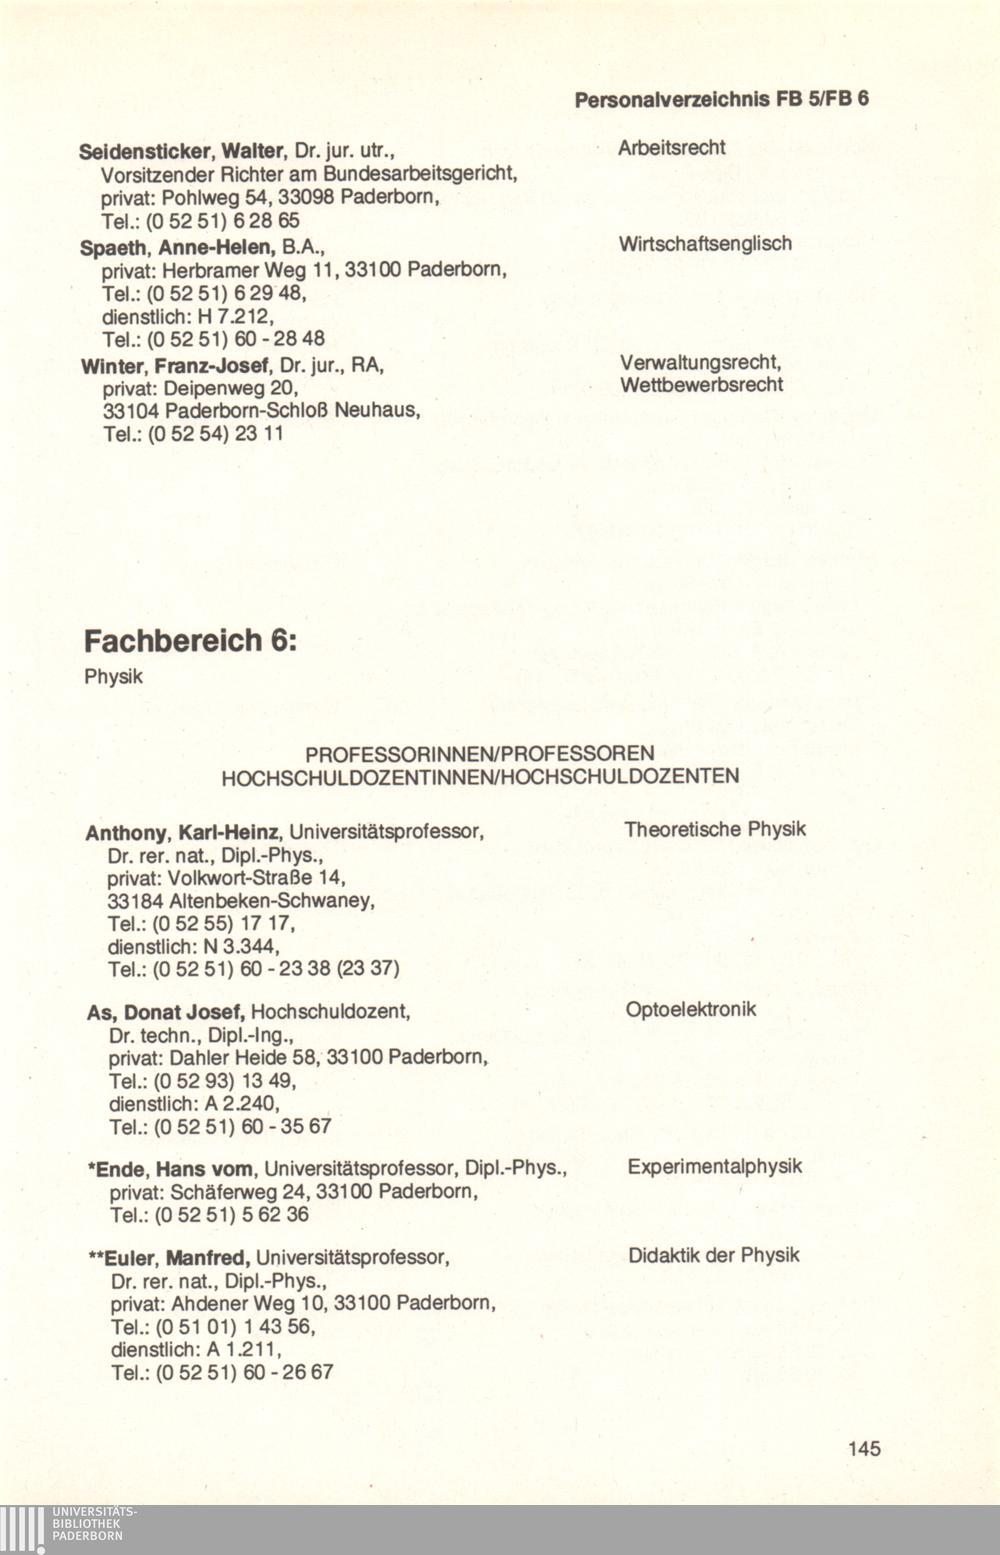 Personalverzeichnis FB 5/FB 6
Seidensticker, Walter, Dr. jur. utr., Arbeitsrecht
Vorsitzender Richter am Bundesarbeitsgericht,
privat: Pohlweg 54, 33098 Paderborn,
Tel.: (0 52 51) 6 28 65
Spaeth, Anne-Helen, B.A., Wirtschaftsenglisch
privat: Herbramer Weg 11, 33100 Paderborn,
Tel.: (0 52 51) 6 29 48,
dienstlich: H 7.212,
Tel.: (0 52 51) 60 - 28 48
Winter, Franz-Josef, Dr. jur., RA, Verwaltungsrecht,
privat: Deipenweg 20, Wettbewerbsrecht
33104 Paderborn-Schloß Neuhaus,
Tel.: (0 52 54) 23 11
Fachbereich 6:
Physik
PROFESSORINNEN/PROFESSOREN
HOCHSCHULDOZENTINNEN/HOCHSCHULDOZENTEN
Anthony, Karl-Heinz, Universitätsprofessor, Theoretische Physik
Dr. rer. nat., Dipl.-Phys.,
privat: Volkwort-Straße 14,
33184 Altenbeken-Schwaney,
Tel.: (0 52 55) 17 17,
dienstlich: N 3.344,
Tel.: (0 52 51) 60 - 23 38 (23 37)
As, Donat Josef, Hochschuldozent, Optoelektronik
Dr. techn., Dipl.-Ing.,
privat: Dahler Heide 58, 33100 Paderborn,
Tel.: (0 52 93) 13 49,
dienstlich: A 2.240,
Tel.: (0 52 51) 60 - 35 67
*Ende, Hans vom, Universitätsprofessor, Dipl.-Phys., Experimentalphysik
privat: Schäferweg 24, 33100 Paderborn,
Tel.: (0 52 51) 5 62 36
**Euler, Manfred, Universitätsprofessor, Didaktik der Physik
Dr. rer. nat., Dipl.-Phys.,
privat: Ahdener Weg 10, 33100 Paderborn,
Tel.: (0 51 01) 1 43 56,
dienstlich: A 1.211,
Tel.: (0 52 51) 60 - 26 67
145
UNIVERSITÄTS-
BIBLIOTHEK
PADERBORN